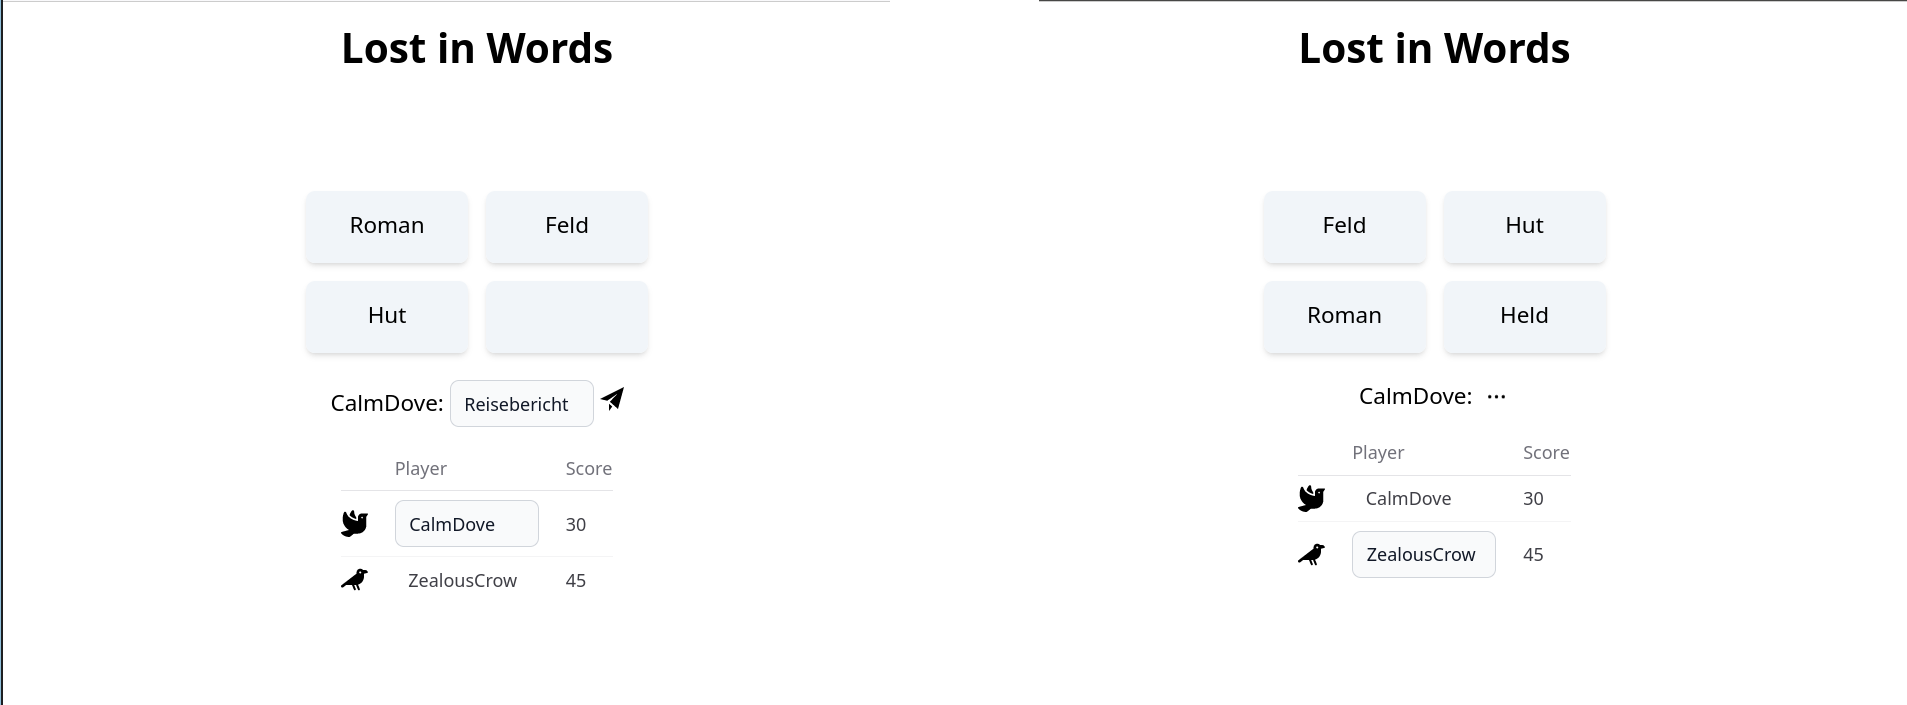 Lost in Words
Roman Feld
Hut
CalmDove: Reisebericht
Player Score
CalmDove 30
ZealousCrow 45
Lost in Words
Feld Hut
Roman Held
CalmDove: ...
Player Score
CalmDove 30
ZealousCrow 45